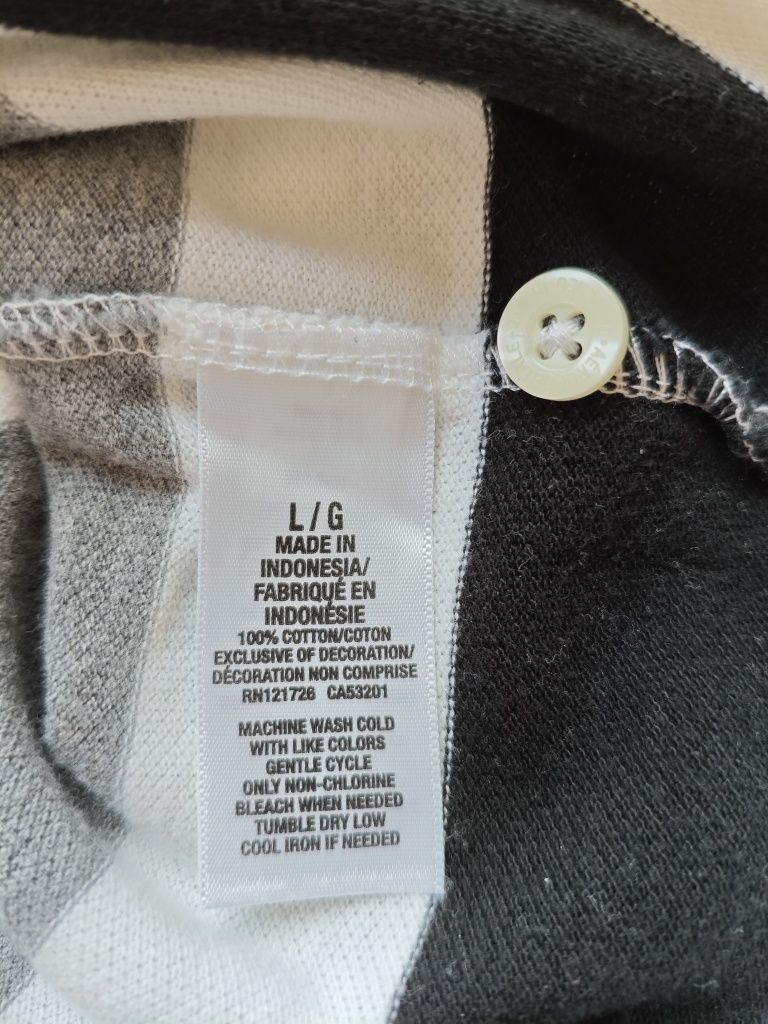 L / G
MADE IN
INDONESIA/
FABRIQUÉ EN
INDONÉSIE
100% COTTON/COTON
EXCLUSIVE OF DECORATION/
DÉCORATION NON COMPRISE
RN121726 CA53201
MACHINE WASH COLD
WITH LIKE COLORS
GENTLE CYCLE
ONLY NON-CHLORINE
BLEACH WHEN NEEDED
TUMBLE DRY LOW
COOL IRON IF NEEDED